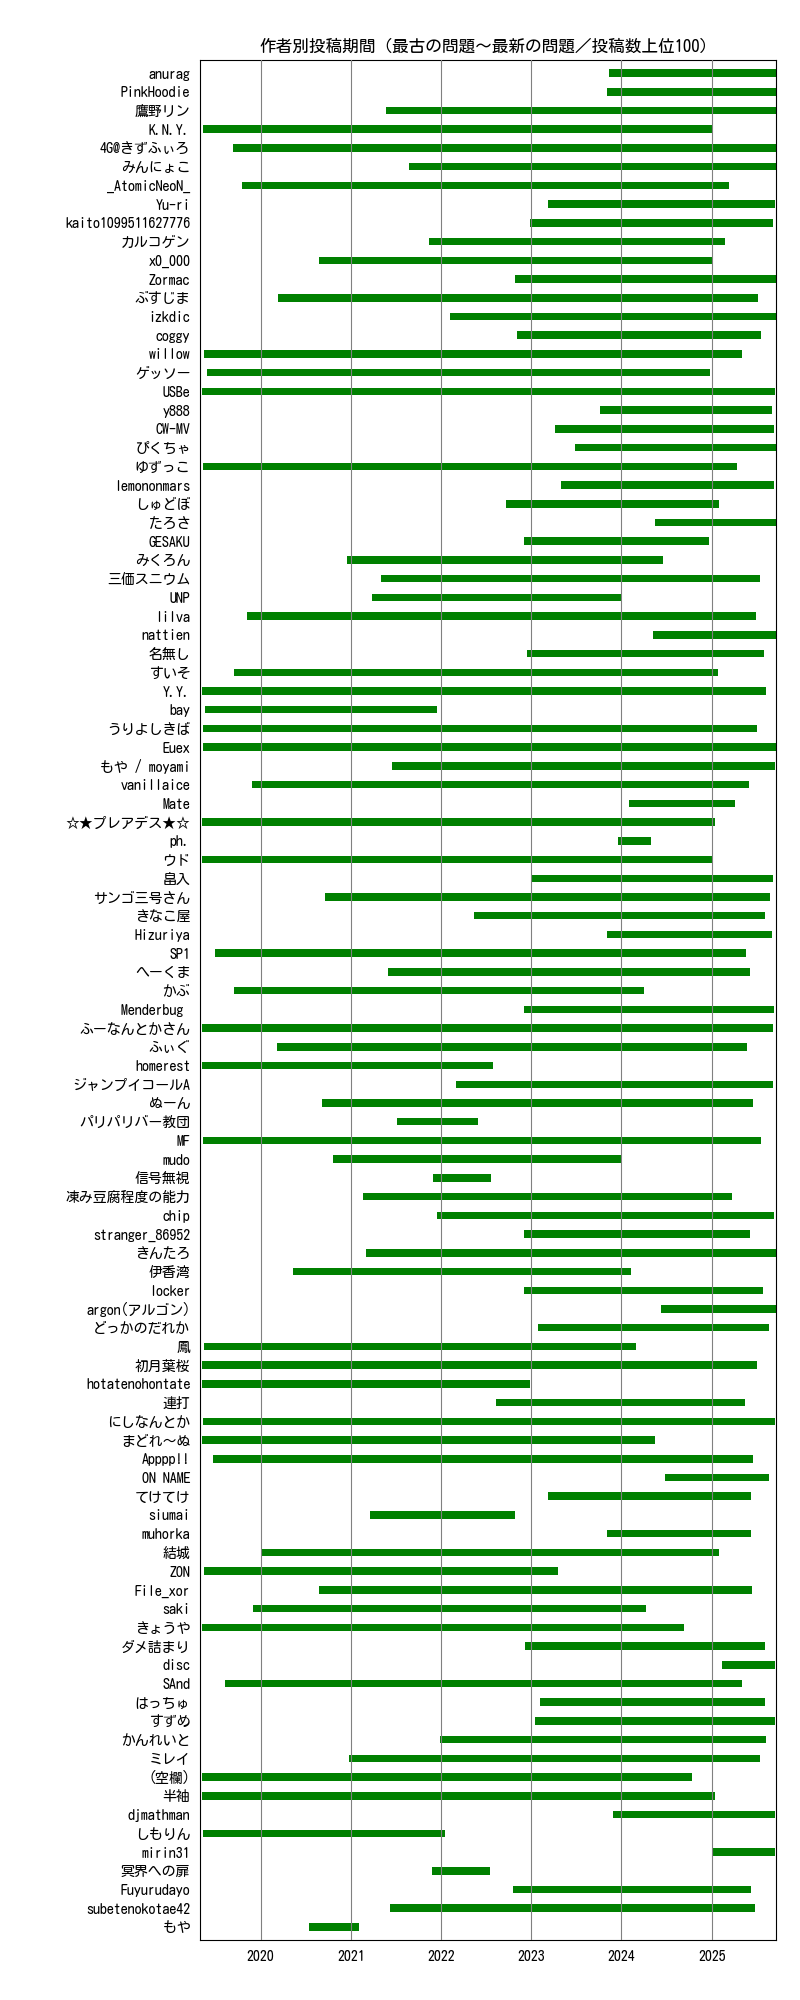 作者別投稿期間（最古の問題～最新の問題／投稿数上位100）
anurag
PinkHoodie
鷹野リン
K.N.Y.
4G@きずふぃろ
みんにょこ
_AtomicNeoN_
Yu-ri
kaito1099511627776
カルコゲン
x0_000
Zormac
ぶすじま
izkdic
coggy
willow
ゲッソー
USBe
y888
CW-MV
ぴくちゃ
ゆずっこ
lemononmars
しゅどぼ
たろさ
GESAKU
みくろん
三価スニウム
UNP
lilva
nattien
名無し
すいそ
Y.Y.
bay
うりよしきば
Euex
もや / moyami
vanillaice
Mate
☆★プレアデス★☆
ph.
ウド
畠入
サンゴ三号さん
きなこ屋
Hizuriya
SP1
へーくま
かぶ
Menderbug
ふーなんとかさん
ふぃぐ
homerest
ジャンプイコールA
ぬーん
パリパリバー教団
MF
mudo
信号無視
凍み豆腐程度の能力
chip
stranger_86952
きんたろ
伊香湾
locker
argon(アルゴン)
どっかのだれか
鳳
初月葉桜
hotatenohontate
連打
にしなんとか
まどれ～ぬ
Appppll
ON NAME
てけてけ
siumai
muhorka
結城
ZON
File_xor
saki
きょうや
ダメ詰まり
disc
SAnd
はっちゅ
すずめ
かんれいと
ミレイ
(空欄)
半袖
djmathman
しもりん
mirin31
冥界への扉
Fuyurudayo
subetenokotae42
もや
2020 2021 2022 2023 2024 2025